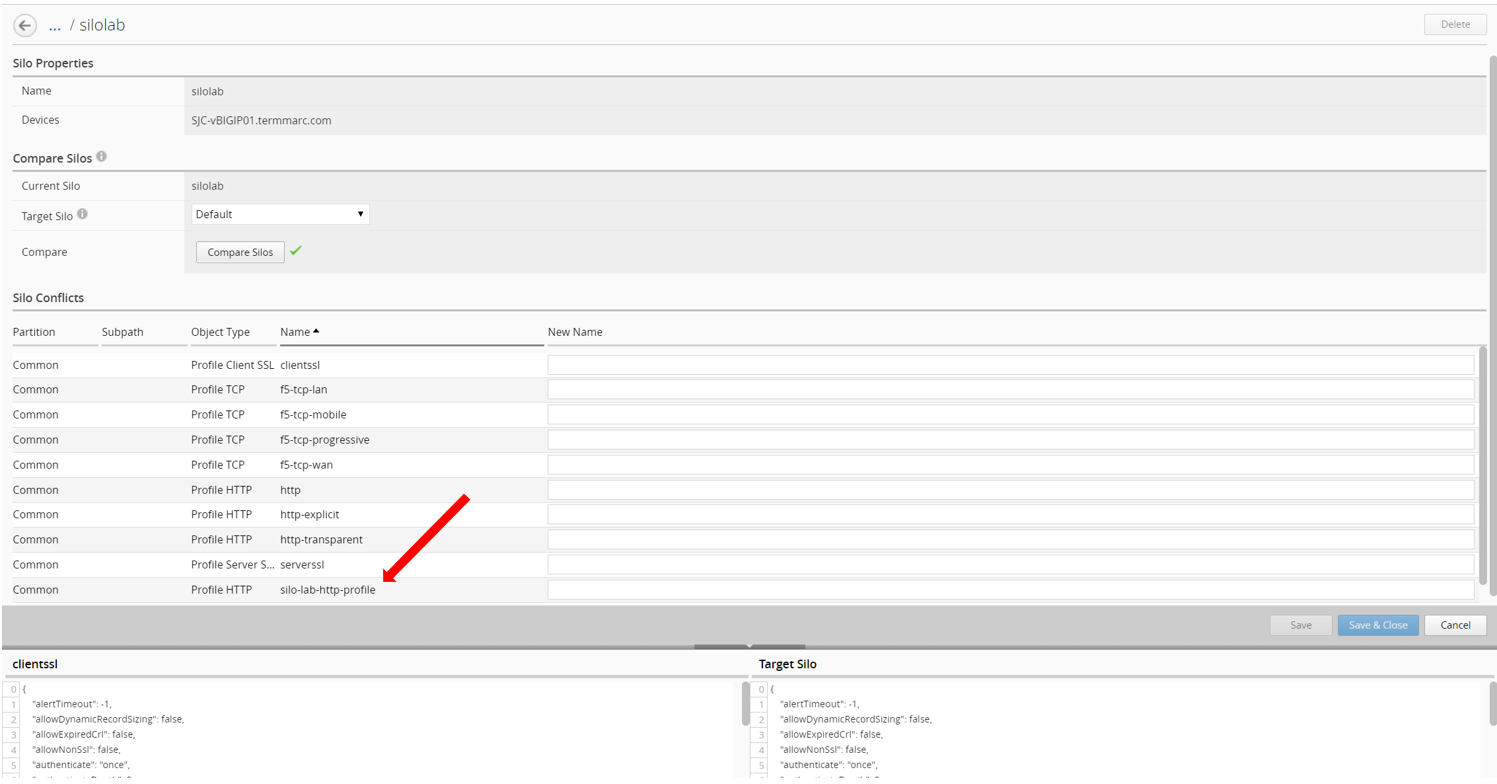 ... / silolab
Delete
Silo Properties
Name silolab
Devices SJC-vBIGIP01.termmarc.com
Compare Silos
Current Silo silolab
Target Silo Default
Compare Compare Silos
Silo Conflicts
Partition Subpath Object Type Name New Name
Common Profile Client SSL clientssl
Common Profile TCP f5-tcp-lan
Common Profile TCP f5-tcp-mobile
Common Profile TCP f5-tcp-progressive
Common Profile TCP f5-tcp-wan
Common Profile HTTP http
Common Profile HTTP http-explicit
Common Profile HTTP http-transparent
Common Profile Server S... serverssl
Common Profile HTTP silo-lab-http-profile
Save Save & Close Cancel
clientssl
0 {
1 "alertTimeout": -1,
2 "allowDynamicRecordSizing": false,
3 "allowExpiredCrl": false,
4 "allowNonSsl": false,
5 "authenticate": "once",
Target Silo
0 {
1 "alertTimeout": -1,
2 "allowDynamicRecordSizing": false,
3 "allowExpiredCrl": false,
4 "allowNonSsl": false,
5 "authenticate": "once",